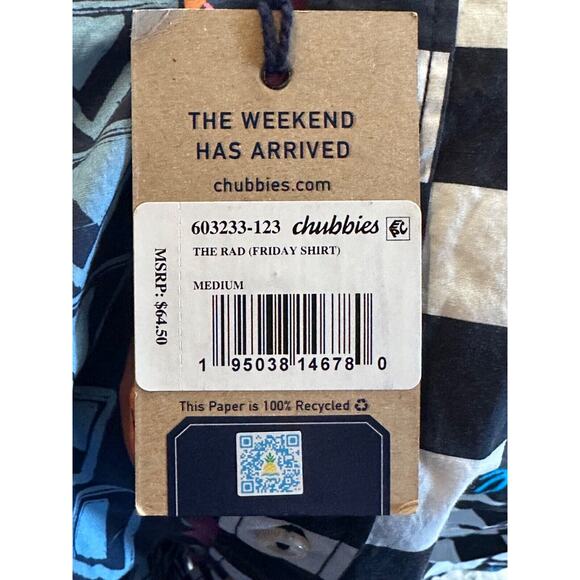 THE WEEKEND
HAS ARRIVED
chubbies.com
603233-123 chubbies
THE RAD (FRIDAY SHIRT)
MEDIUM
MSRP: $64.50
1 95038 14678 0
This Paper is 100% Recycled